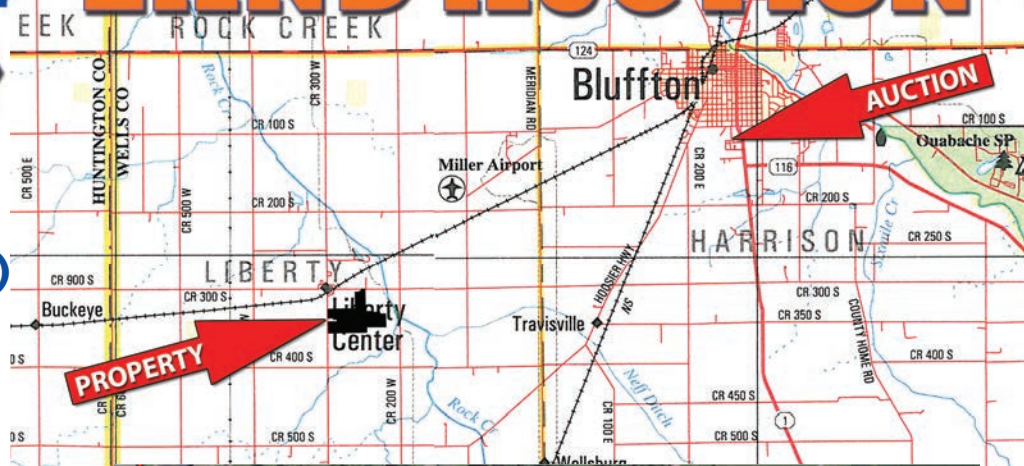 LAND AUCTION
EEK
ROCK CREEK
124
HUNTINGTON CO
WELLS CO
Rock Cr
CR 300 W
MERIDIAN RD
Bluffton
AUCTION
CR 100 S
CR 100 S
Ouabache SP
CR 500 E
Miller Airport
CR 200 E
116
CR 500 W
CR 200 S
CR 200 S
HARRISON
CR 250 S
LIBERTY
CR 900 S
CR 300 S
HOOSIER HWY
NS
CR 300 S
Buckeye
Liberty
Center
Travisville
CR 350 S
COUNTY HOME RD
PROPERTY
CR 400 S
CR 400 S
CR 200 W
Rock Cr
CR 100 E
Neff Ditch
CR 450 S
1
CR 500 S
CR 500 S
Wellsburg